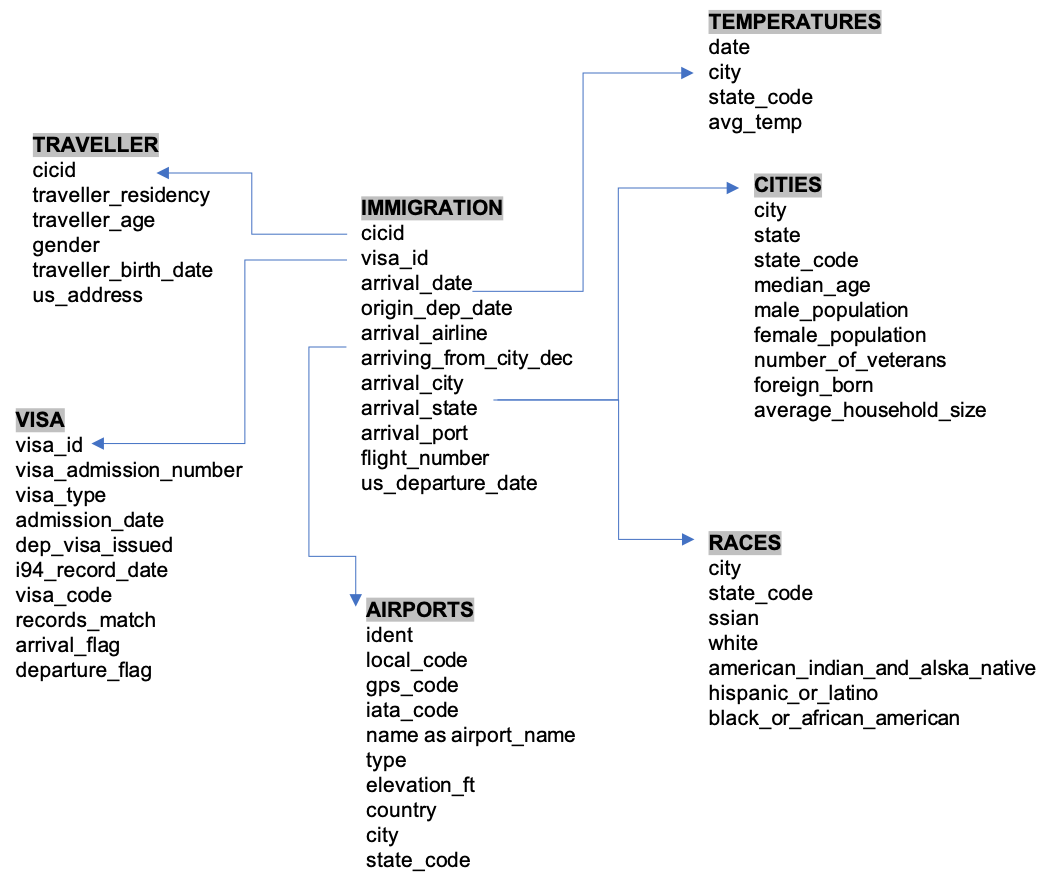 TEMPERATURES
date
city
state_code
avg_temp
TRAVELLER
cicid
traveller_residency
traveller_age
gender
traveller_birth_date
us_address
IMMIGRATION
cicid
visa_id
arrival_date
origin_dep_date
arrival_airline
arriving_from_city_dec
arrival_city
arrival_state
arrival_port
flight_number
us_departure_date
CITIES
city
state
state_code
median_age
male_population
female_population
number_of_veterans
foreign_born
average_household_size
VISA
visa_id
visa_admission_number
visa_type
admission_date
dep_visa_issued
i94_record_date
visa_code
records_match
arrival_flag
departure_flag
AIRPORTS
ident
local_code
gps_code
iata_code
name as airport_name
type
elevation_ft
country
city
state_code
RACES
city
state_code
ssian
white
american_indian_and_alska_native
hispanic_or_latino
black_or_african_american